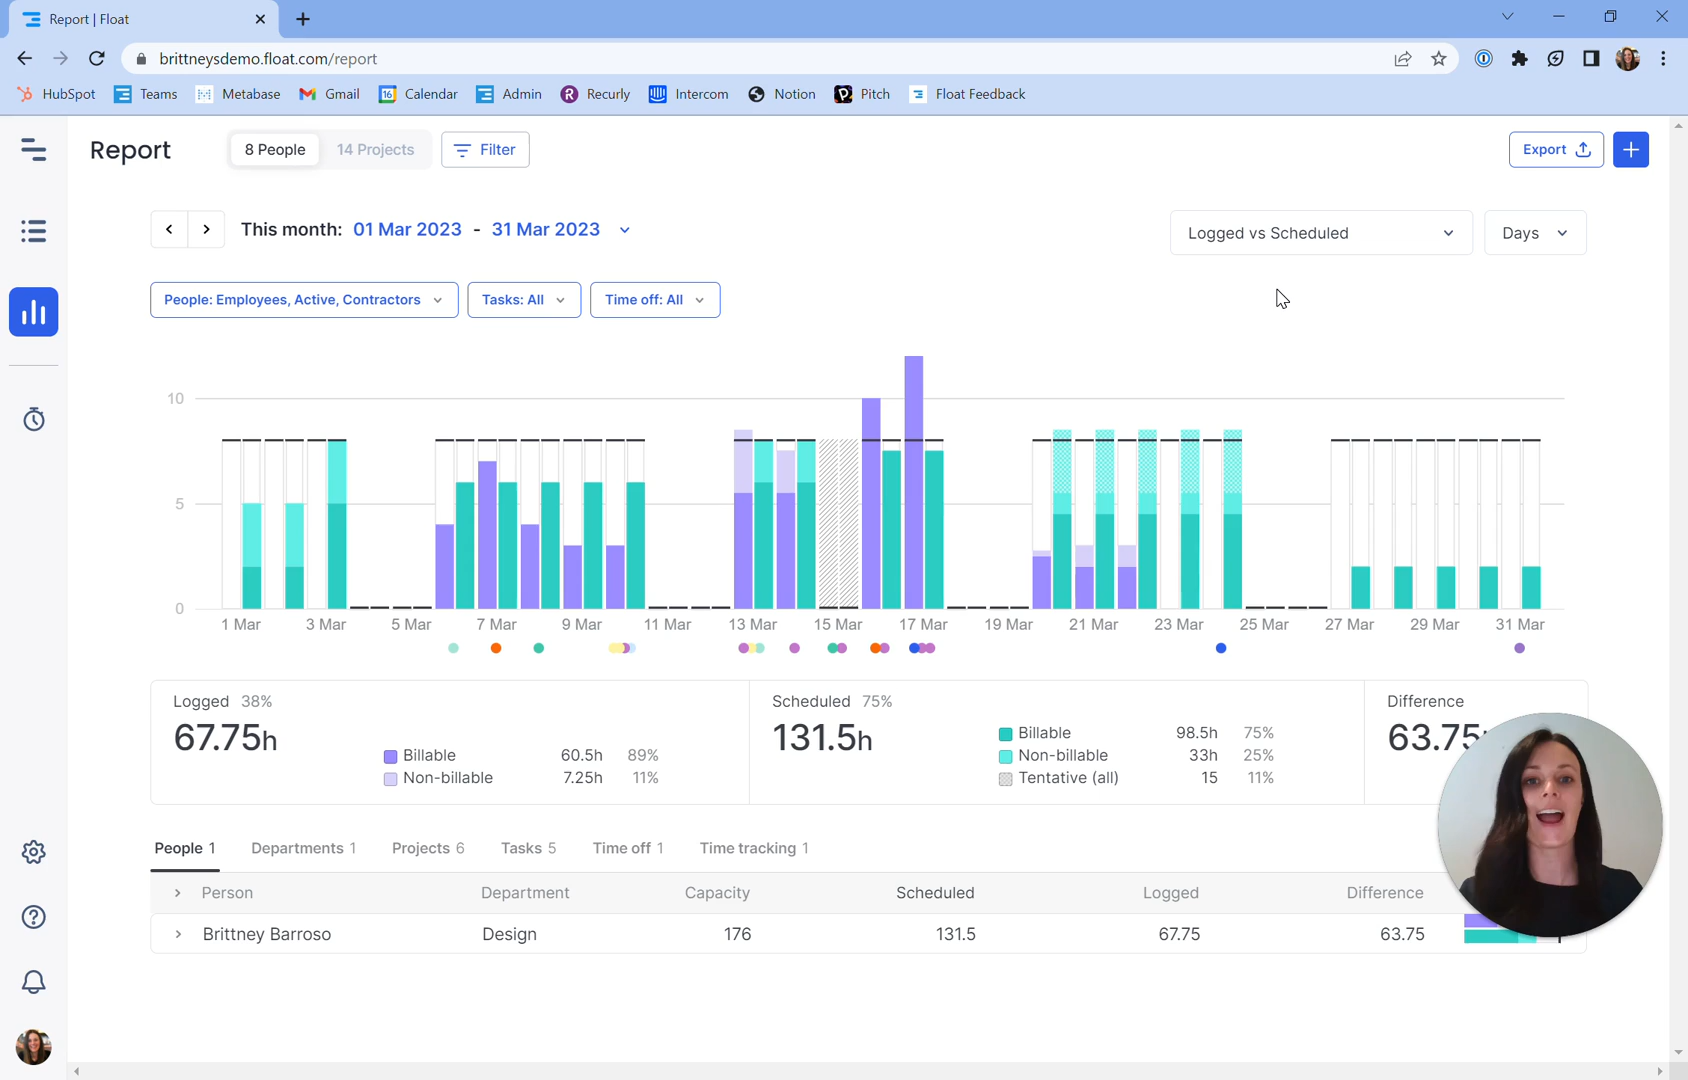 Report | Float
brittneysdemo.float.com/report
HubSpot Teams Metabase Gmail 16 Calendar Admin R Recurly Intercom Notion Pitch Float Feedback
Report 8 People 14 Projects Filter Export
This month: 01 Mar 2023 - 31 Mar 2023 Logged vs Scheduled Days
People: Employees, Active, Contractors Tasks: All Time off: All
10
5
0
1 Mar 3 Mar 5 Mar 7 Mar 9 Mar 11 Mar 13 Mar 15 Mar 17 Mar 19 Mar 21 Mar 23 Mar 25 Mar 27 Mar 29 Mar 31 Mar
Logged 38%
67.75h
Billable 60.5h 89%
Non-billable 7.25h 11%
Scheduled 75%
131.5h
Billable 98.5h 75%
Non-billable 33h 25%
Tentative (all) 15 11%
Difference
63.75
People 1 Departments 1 Projects 6 Tasks 5 Time off 1 Time tracking 1
Person Department Capacity Scheduled Logged Difference
Brittney Barroso Design 176 131.5 67.75 63.75